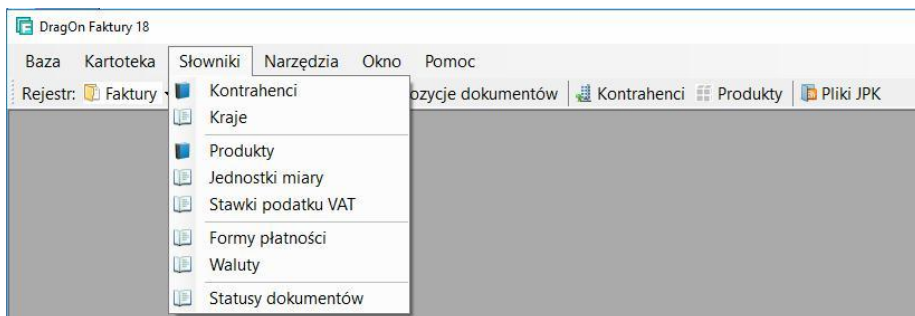 DragOn Faktury 18
Baza Kartoteka Słowniki Narzędzia Okno Pomoc
Rejestr: Faktury dokumentów Kontrahenci Produkty Pliki JPK
Kontrahenci
Kraje
Produkty
Jednostki miary
Stawki podatku VAT
Formy płatności
Waluty
Statusy dokumentów